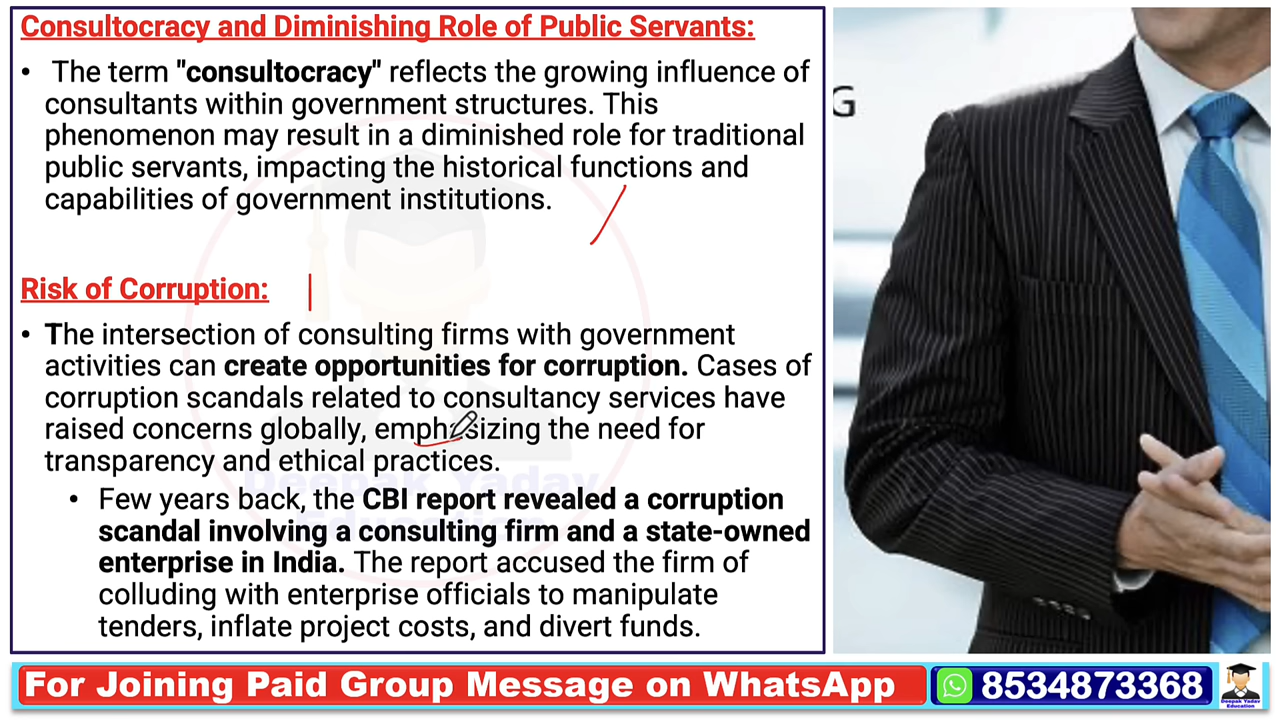 Consultocracy and Diminishing Role of Public Servants:
• The term "consultocracy" reflects the growing influence of
consultants within government structures. This
phenomenon may result in a diminished role for traditional
public servants, impacting the historical functions and
capabilities of government institutions.
Risk of Corruption:
• The intersection of consulting firms with government
activities can create opportunities for corruption. Cases of
corruption scandals related to consultancy services have
raised concerns globally, emphasizing the need for
transparency and ethical practices.
• Few years back, the CBI report revealed a corruption
scandal involving a consulting firm and a state-owned
enterprise in India. The report accused the firm of
colluding with enterprise officials to manipulate
tenders, inflate project costs, and divert funds.
G
Deepak Yadav
Education
For Joining Paid Group Message on WhatsApp
8534873368
Deepak Yadav
Education